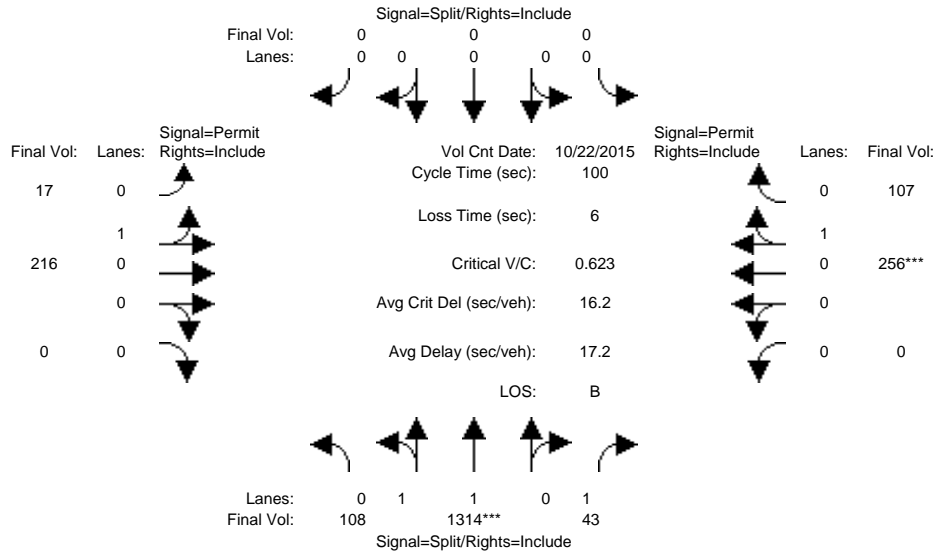 Signal=Split/Rights=Include
Final Vol: 0 0 0
Lanes: 0 0 0 0 0
Signal=Permit Signal=Permit
Final Vol: Lanes: Rights=Include Vol Cnt Date: 10/22/2015 Rights=Include Lanes: Final Vol:
Cycle Time (sec): 100
17 0 0 107
Loss Time (sec): 6
1 1
216 0 Critical V/C: 0.623 0 256***
0 Avg Crit Del (sec/veh): 16.2 0
0 0 Avg Delay (sec/veh): 17.2 0 0
LOS: B
Lanes: 0 1 1 0 1
Final Vol: 108 1314*** 43
Signal=Split/Rights=Include